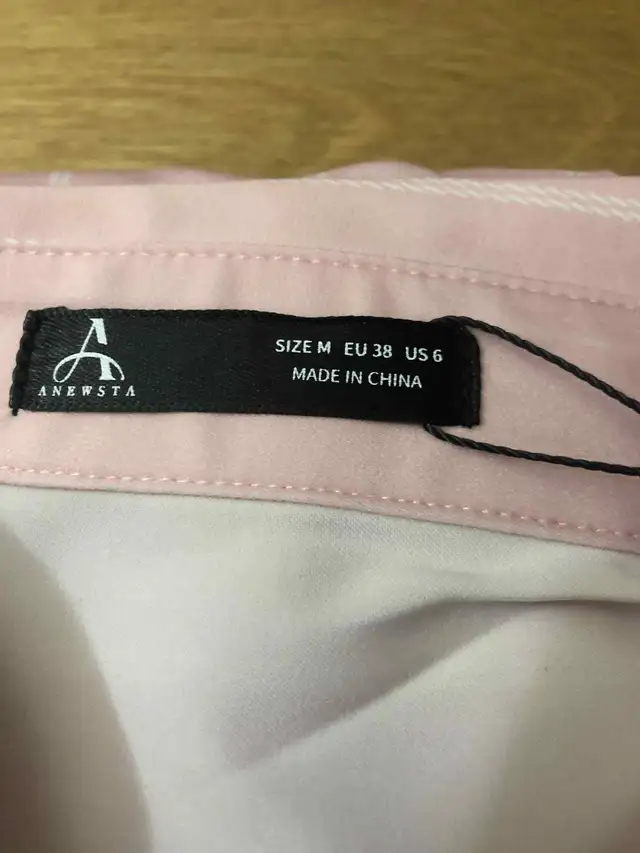 A
ANEWSTA
SIZE M EU 38 US 6
MADE IN CHINA